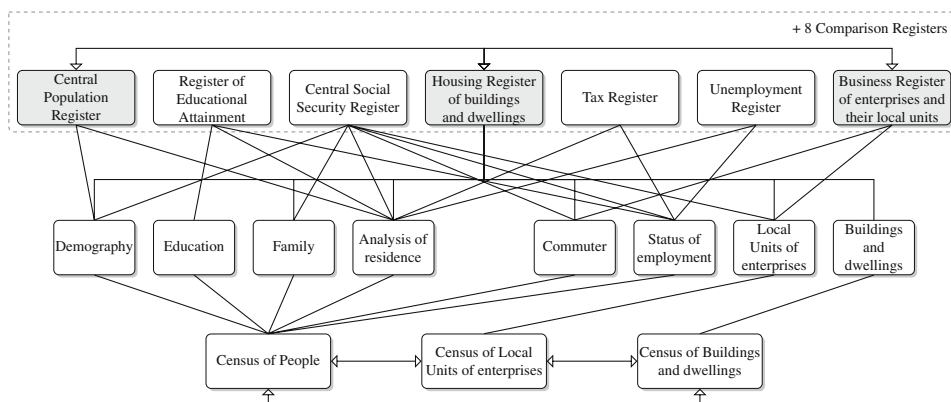 + 8 Comparison Registers
Central
Population
Register
Register of
Educational
Attainment
Central Social
Security Register
Housing Register
of buildings
and dwellings
Tax Register
Unemployment
Register
Business Register
of enterprises and
their local units
Demography
Education
Family
Analysis of
residence
Commuter
Status of
employment
Local
Units of
enterprises
Buildings
and
dwellings
Census of People
Census of Local
Units of enterprises
Census of Buildings
and dwellings